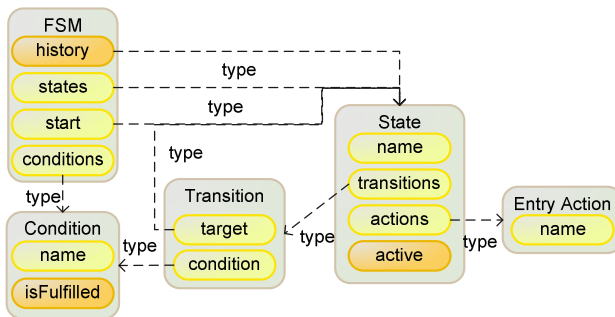 FSM
history
type
states
type
start
State
name
type
conditions
type
Transition
transitions
Entry Action
Condition
target
actions
name
type
type
type
name
condition
active
isFulfilled